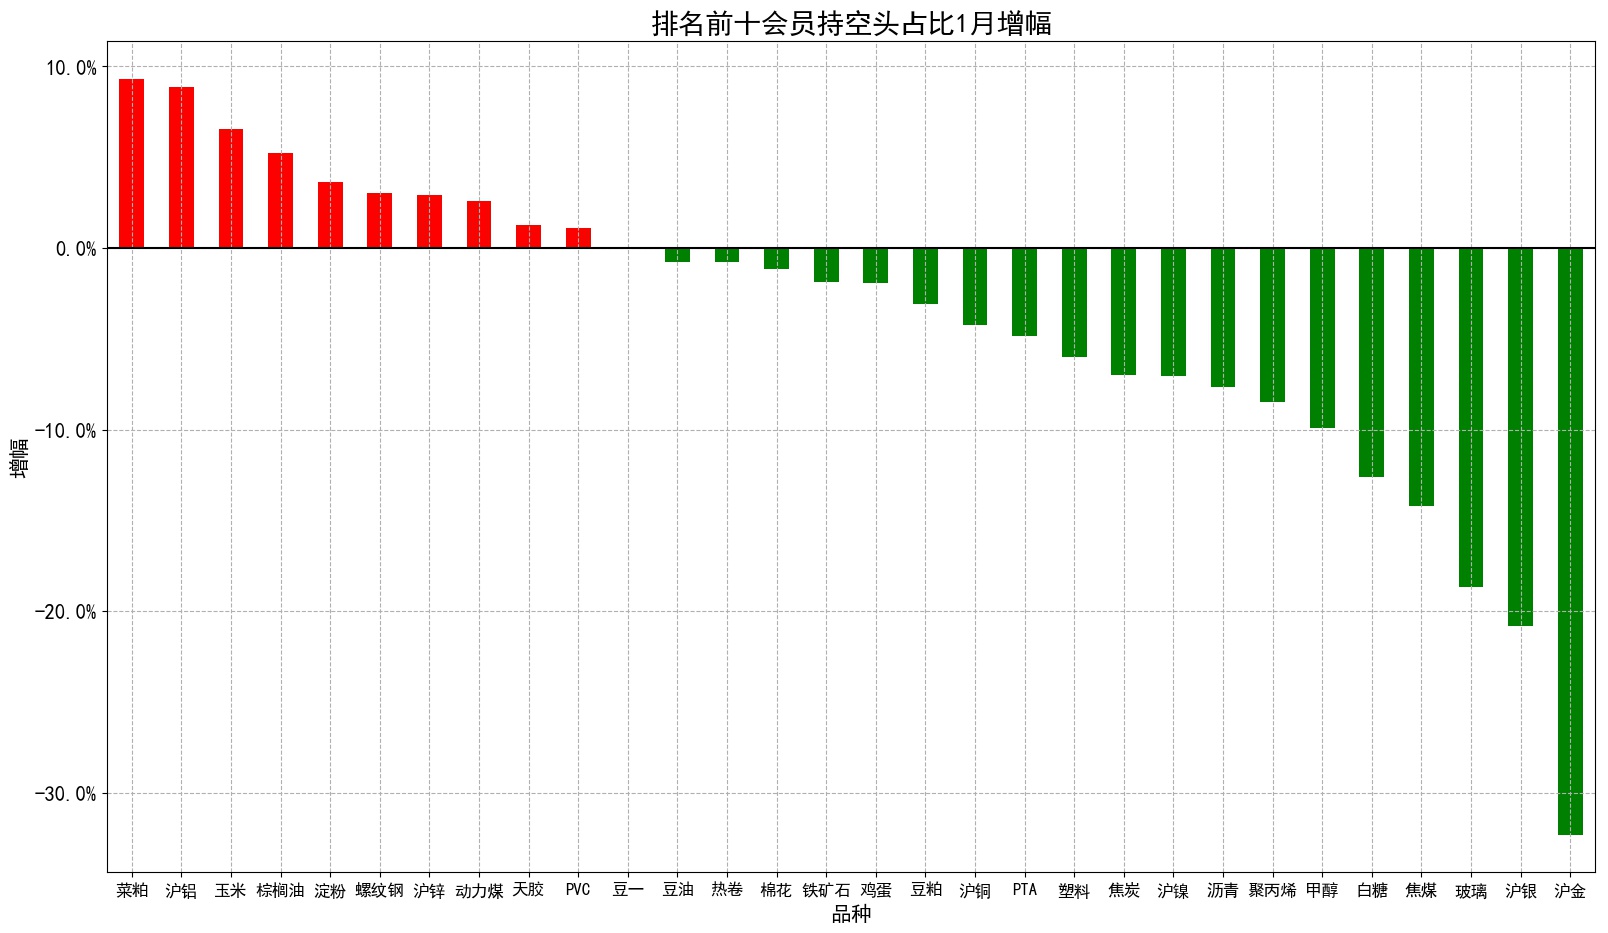 排名前十会员持空头占比1月增幅
10.0%
0.0%
-10.0%
-20.0%
-30.0%
增幅
菜粕 沪铝 玉米 棕榈油 淀粉 螺纹钢 沪锌 动力煤 天胶 PVC 豆一 豆油 热卷 棉花 铁矿石 鸡蛋 豆粕 沪铜 PTA 塑料 焦炭 沪镍 沥青 聚丙烯 甲醇 白糖 焦煤 玻璃 沪银 沪金
品种